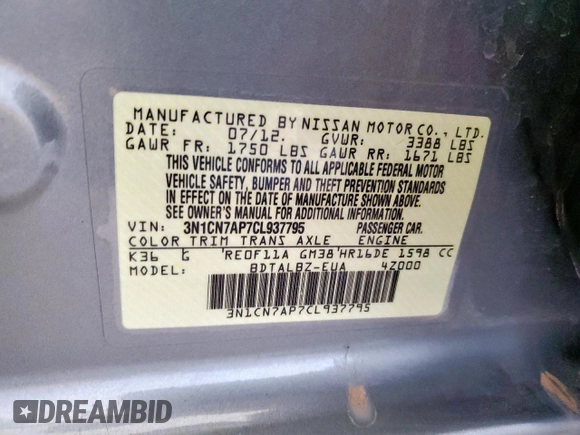 MANUFACTURED BY NISSAN MOTOR CO., LTD.
DATE: 07/12. GVWR: 3388 LBS
GAWR FR: 1750 LBS GAWR RR: 1671 LBS
THIS VEHICLE CONFORMS TO ALL APPLICABLE FEDERAL MOTOR
VEHICLE SAFETY, BUMPER AND THEFT PREVENTION STANDARDS
IN EFFECT ON THE DATE OF MANUFACTURE SHOWN ABOVE.
SEE OWNER'S MANUAL FOR ADDITIONAL INFORMATION.
VIN: 3N1CN7AP7CL937795 PASSENGER CAR.
COLOR TRIM TRANS AXLE ENGINE
K36 G 'RE0F11A GM38'HR16DE 1598 CC
MODEL: BDTALBZ-EUA 4Z000
3N1CN7AP7CL937795
DREAMBID